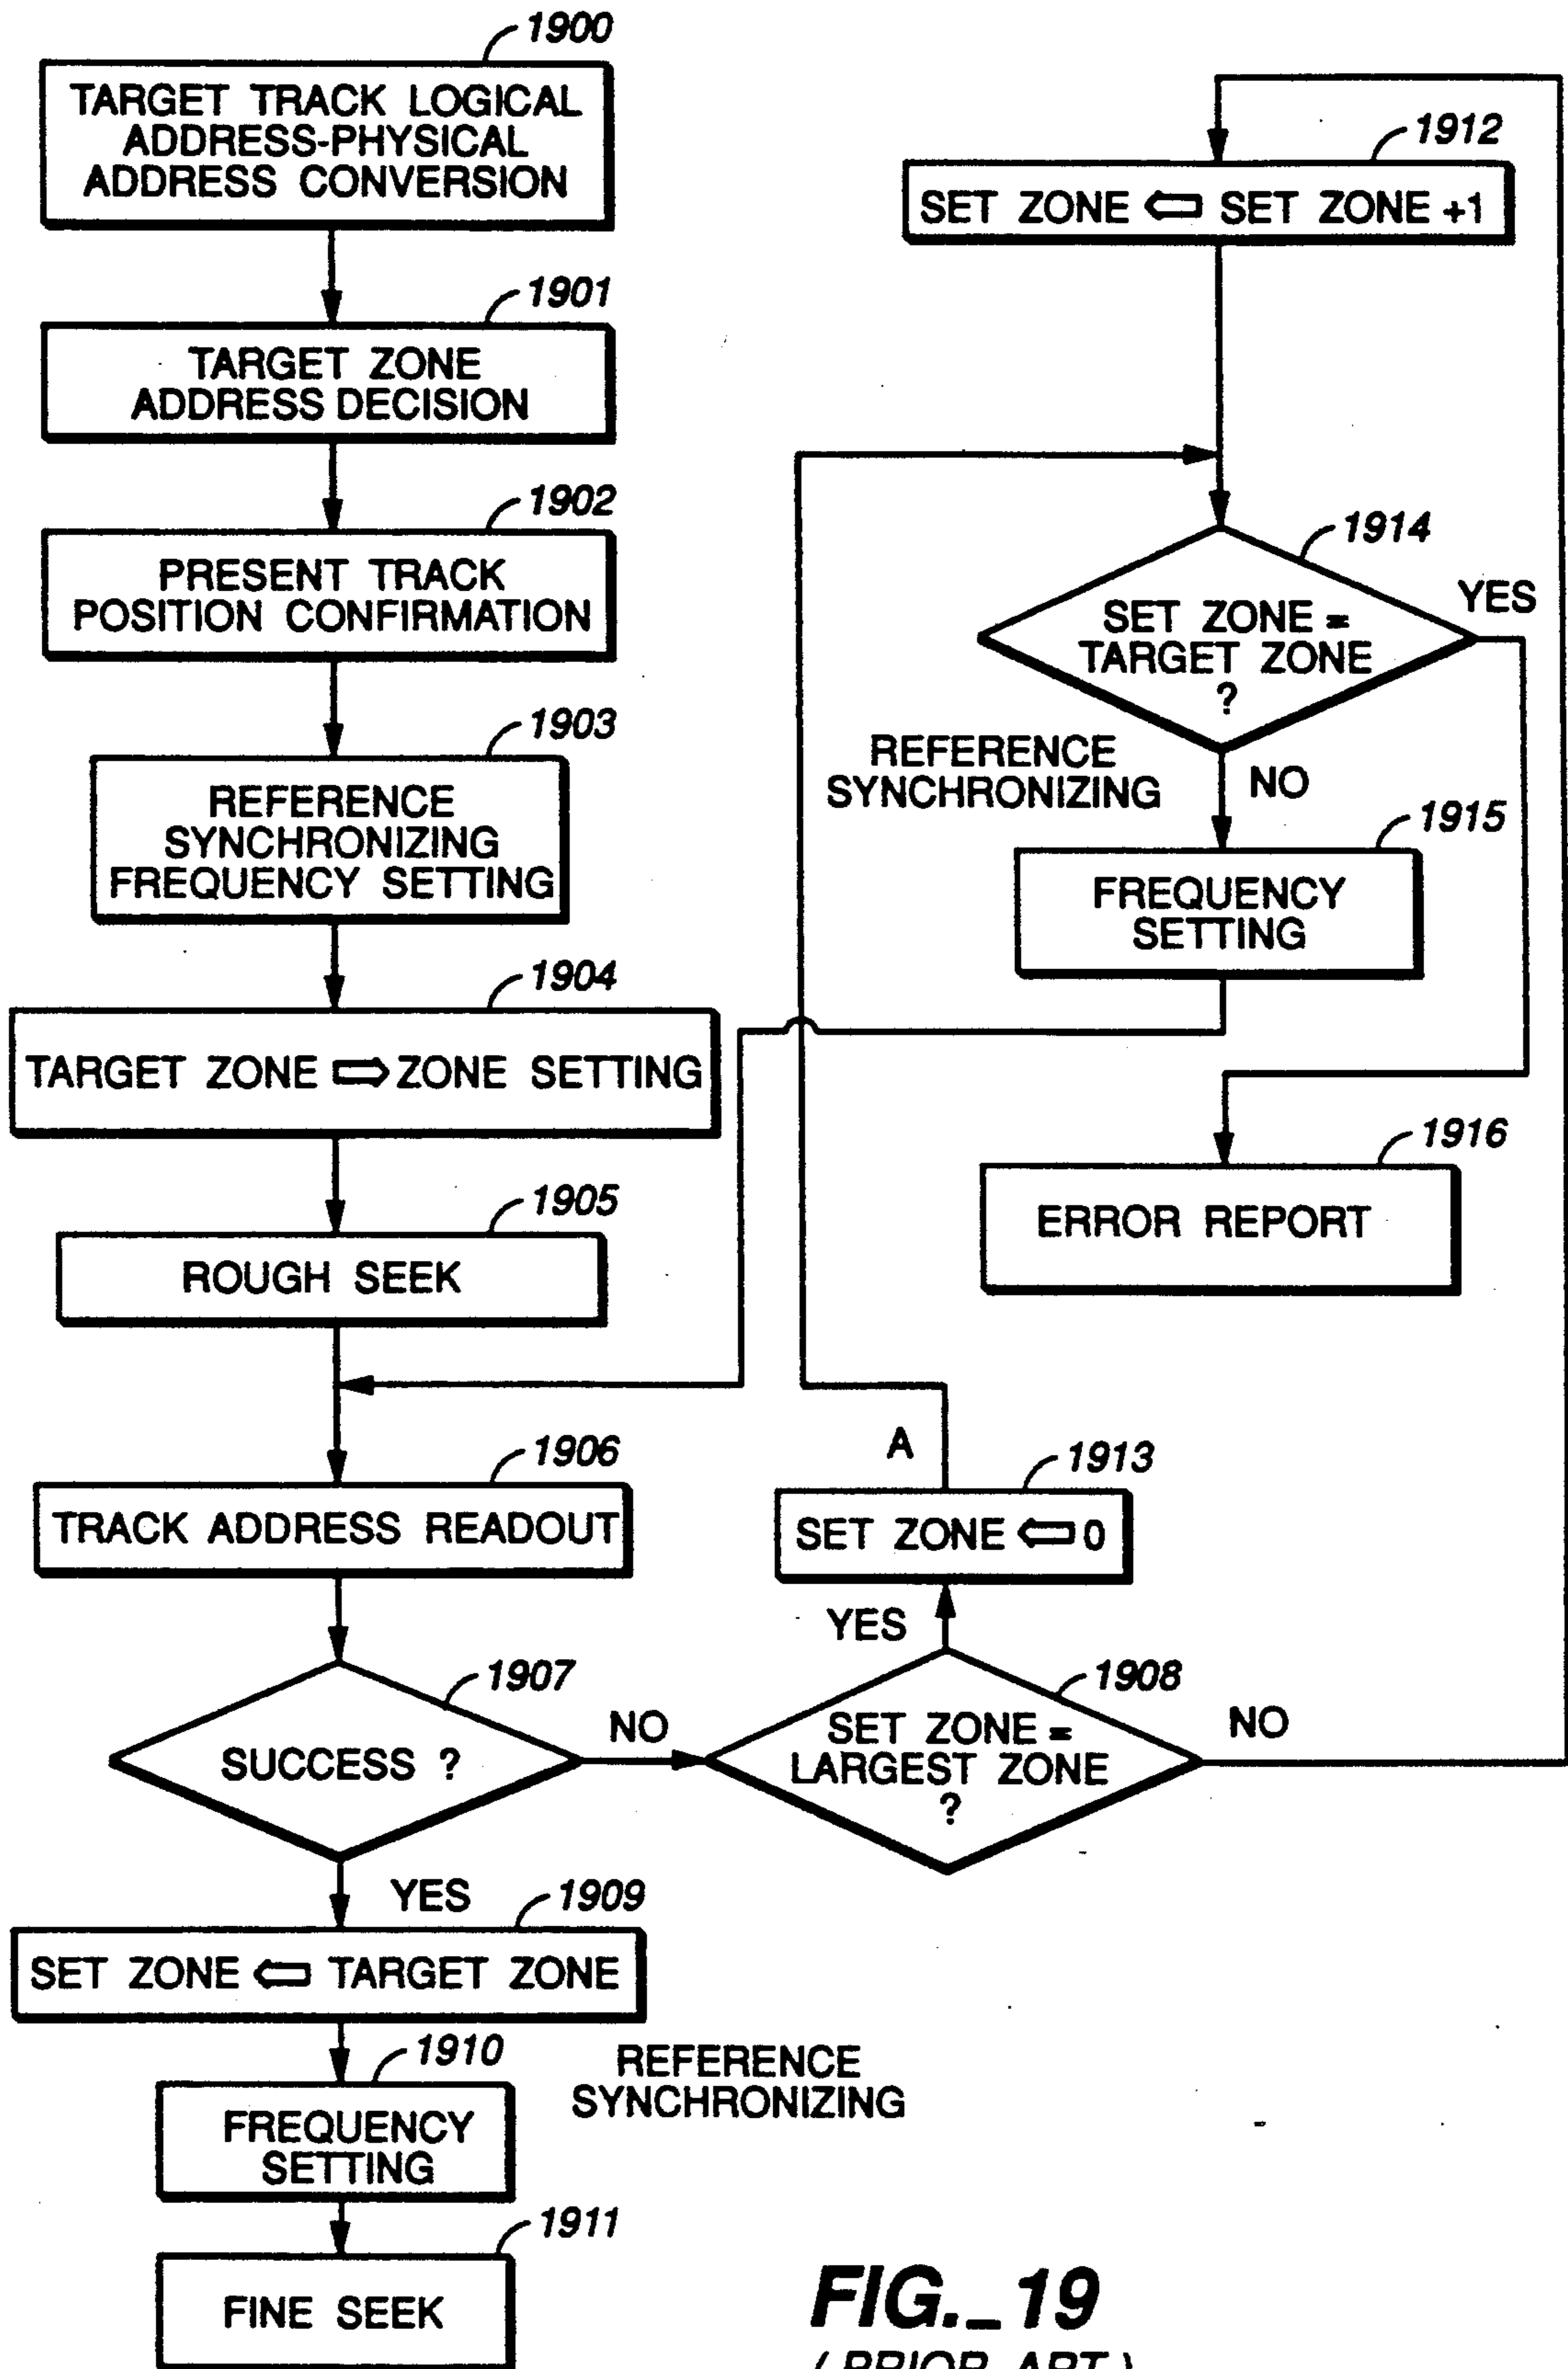 1900
TARGET TRACK LOGICAL
ADDRESS-PHYSICAL
ADDRESS CONVERSION
1901
TARGET ZONE
ADDRESS DECISION
1902
PRESENT TRACK
POSITION CONFIRMATION
1903
REFERENCE
SYNCHRONIZING
FREQUENCY SETTING
1904
TARGET ZONE ⇨ ZONE SETTING
1905
ROUGH SEEK
1906
TRACK ADDRESS READOUT
1907
SUCCESS ?
NO
YES
1909
SET ZONE ⇦ TARGET ZONE
1910
REFERENCE
SYNCHRONIZING
FREQUENCY
SETTING
1911
FINE SEEK
1912
SET ZONE ⇦ SET ZONE +1
1914
SET ZONE =
TARGET ZONE
?
YES
REFERENCE
SYNCHRONIZING
NO
1915
FREQUENCY
SETTING
1916
ERROR REPORT
A
1913
SET ZONE ⇦ 0
YES
1908
SET ZONE =
LARGEST ZONE
?
NO
FIG._19
( PRIOR ART )